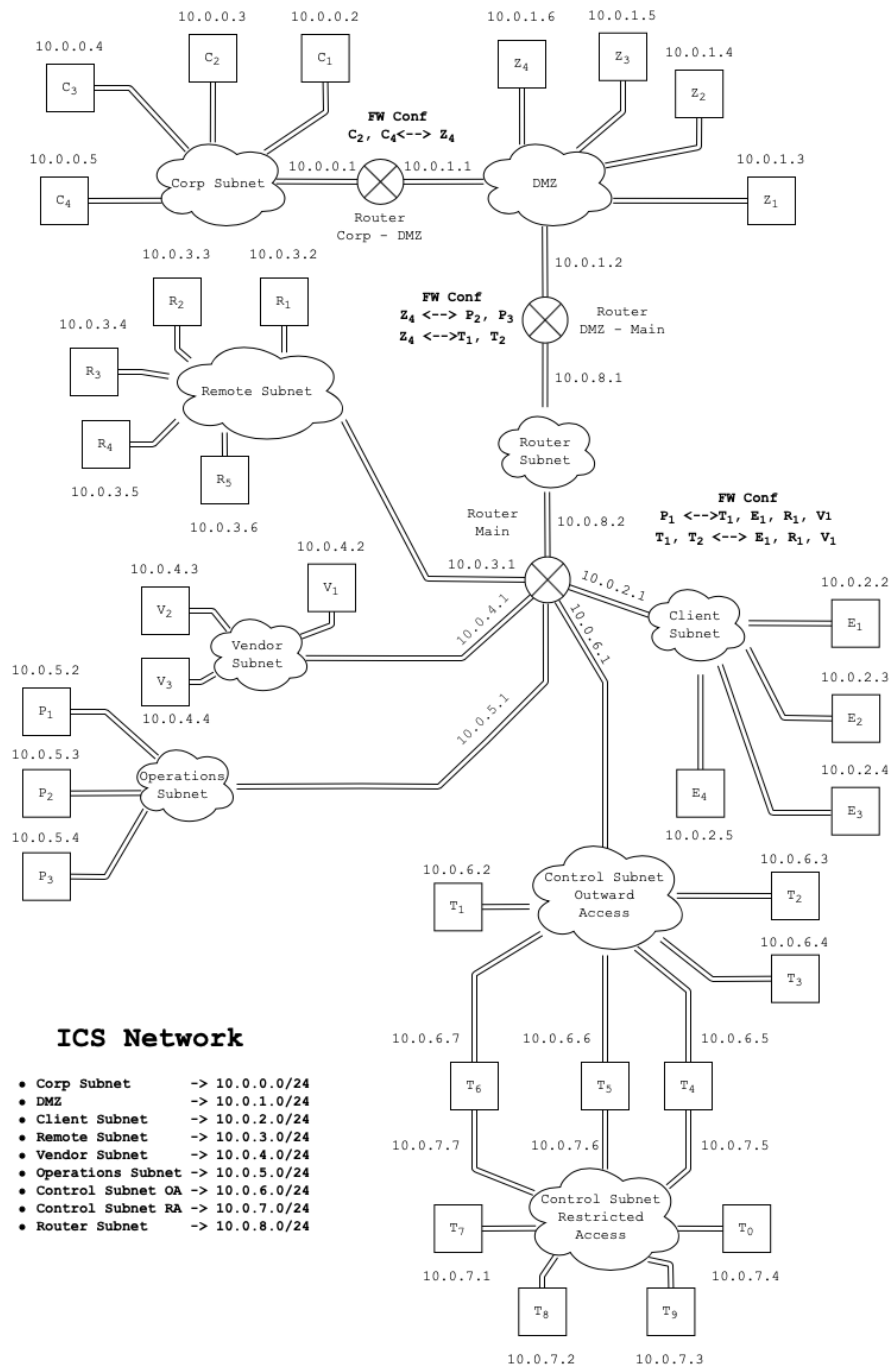 10.0.0.3
10.0.0.2
10.0.1.6
10.0.1.5
10.0.0.4
C2
C1
Z4
Z3
10.0.1.4
C3
Z2
FW Conf
C2, C4<--> Z4
10.0.0.5
10.0.0.1
10.0.1.1
10.0.1.3
Corp Subnet
DMZ
C4
Z1
Router
Corp - DMZ
10.0.3.3
10.0.3.2
10.0.1.2
R2
R1
FW Conf
Z4 <--> P2, P3
Z4 <-->T1, T2
Router
DMZ - Main
10.0.3.4
R3
10.0.8.1
Remote Subnet
R4
Router
Subnet
R5
10.0.3.5
10.0.3.6
Router
Main
10.0.8.2
FW Conf
P1 <-->T1, E1, R1, V1
T1, T2 <--> E1, R1, V1
10.0.4.2
10.0.3.1
10.0.4.3
10.0.2.1
10.0.2.2
V1
V2
10.0.4.1
10.0.6.1
Client
Subnet
E1
Vendor
Subnet
V3
10.0.5.2
10.0.2.3
10.0.4.4
P1
10.0.5.1
E2
10.0.5.3
10.0.2.4
Operations
Subnet
P2
E4
E3
10.0.5.4
10.0.2.5
P3
10.0.6.2
Control Subnet
Outward
Access
10.0.6.3
T1
T2
10.0.6.4
T3
ICS Network
10.0.6.7
10.0.6.6
10.0.6.5
• Corp Subnet -> 10.0.0.0/24
• DMZ -> 10.0.1.0/24
• Client Subnet -> 10.0.2.0/24
• Remote Subnet -> 10.0.3.0/24
• Vendor Subnet -> 10.0.4.0/24
• Operations Subnet -> 10.0.5.0/24
• Control Subnet OA -> 10.0.6.0/24
• Control Subnet RA -> 10.0.7.0/24
• Router Subnet -> 10.0.8.0/24
T6
T5
T4
10.0.7.7
10.0.7.6
10.0.7.5
Control Subnet
Restricted
Access
T7
T0
10.0.7.1
10.0.7.4
T8
T9
10.0.7.2
10.0.7.3